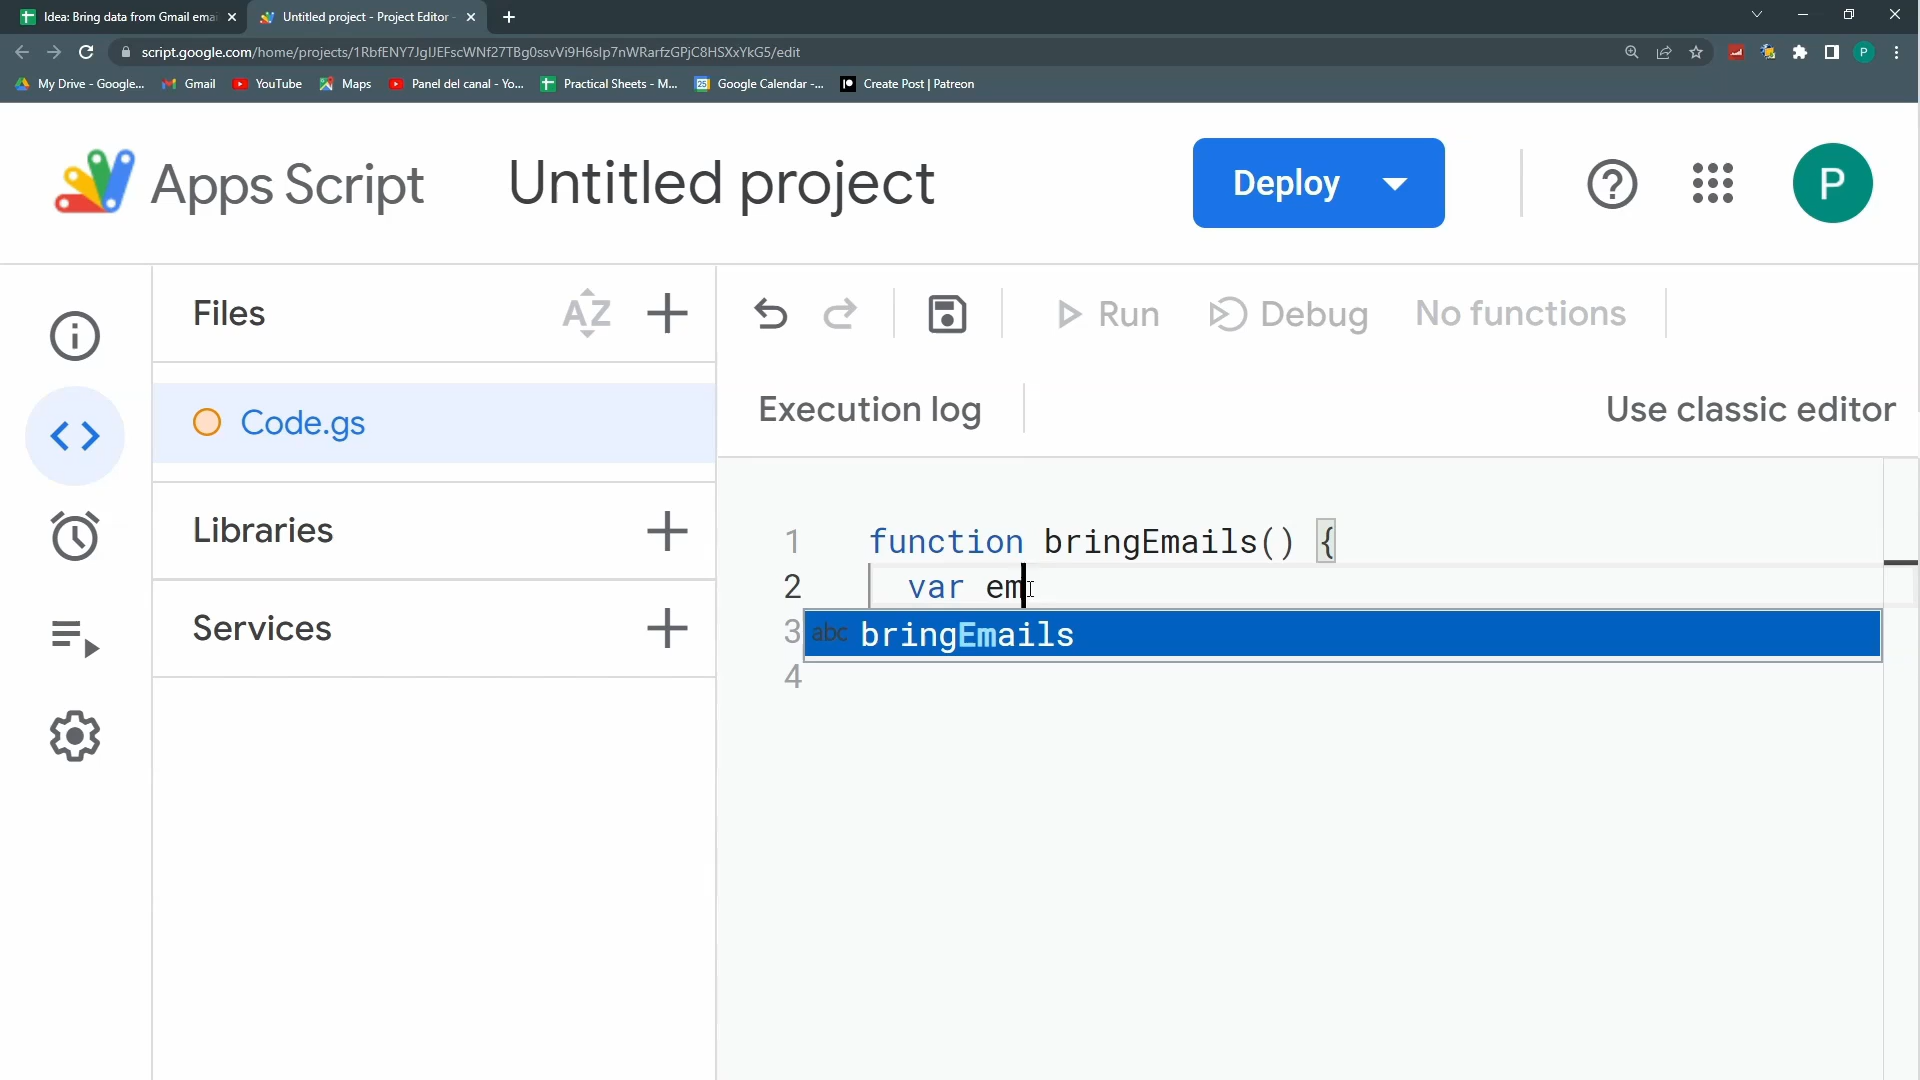 Idea: Bring data from Gmail emai
Untitled project - Project Editor -
script.google.com/home/projects/1RbfENY7JglJEFscWNf27TBg0ssvVi9H6sIp7nWRarfzGPjC8HSXxYkG5/edit
P
My Drive - Google...
Gmail
YouTube
Maps
Panel del canal - Yo...
Practical Sheets - M...
Google Calendar -...
Create Post | Patreon
Apps Script
Untitled project
Deploy
P
Files
AZ
Run
Debug
No functions
Code.gs
Execution log
Use classic editor
Libraries
Services
1 function bringEmails() {
2 var em
3 abc bringEmails
4